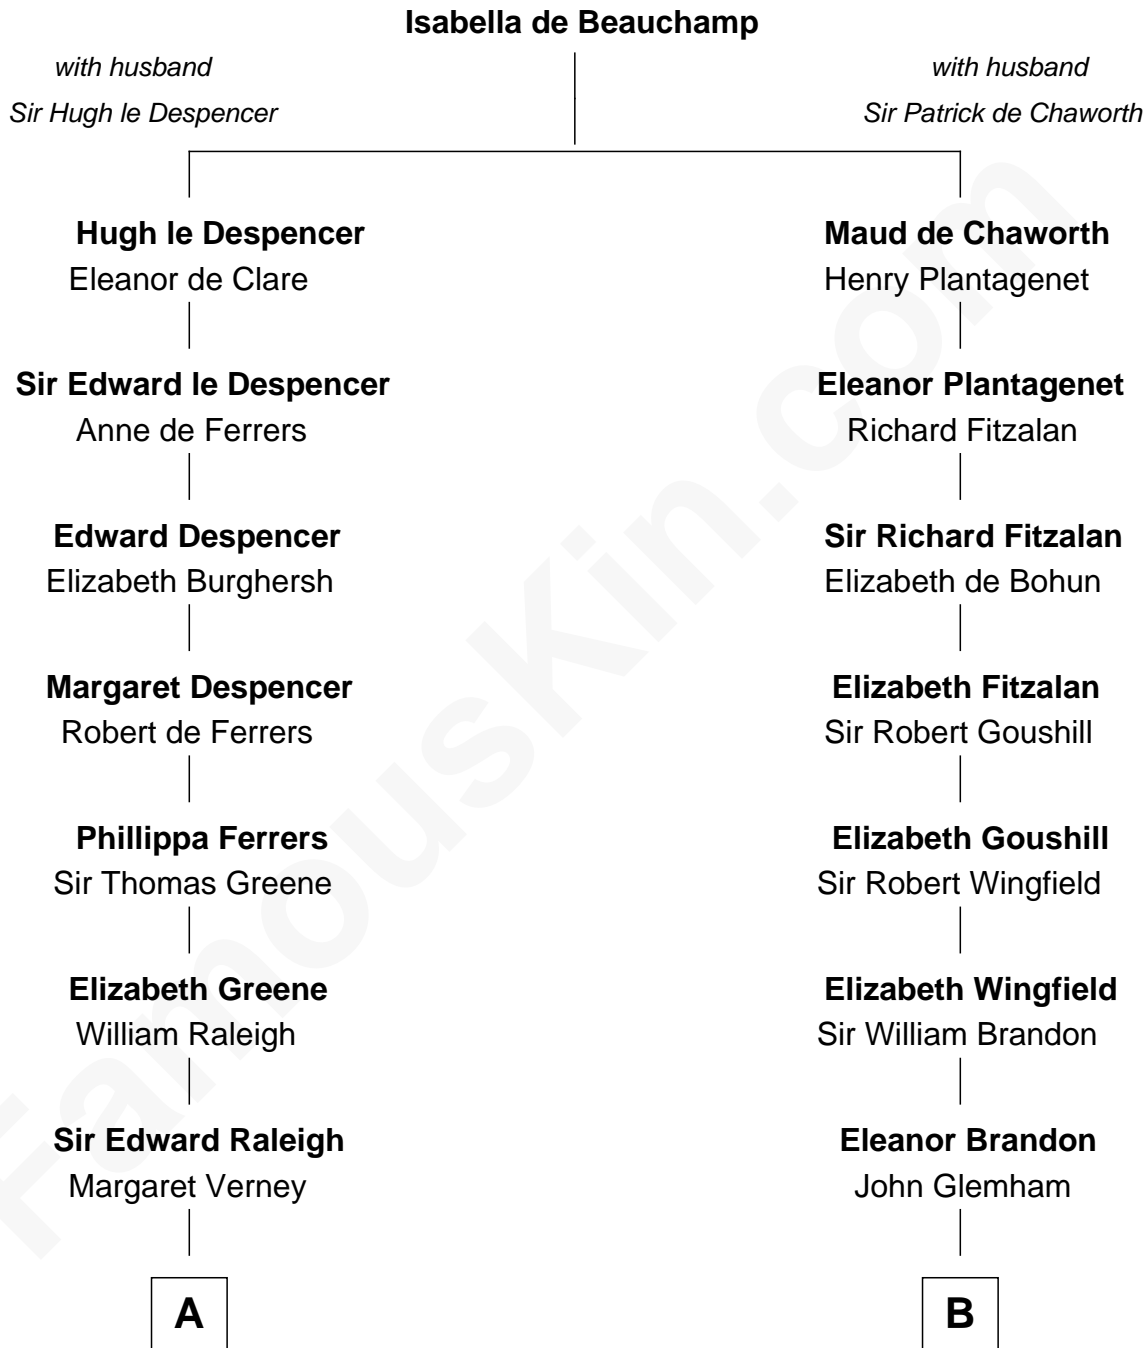 Isabella de Beauchamp
with husband
Sir Hugh le Despencer
with husband
Sir Patrick de Chaworth
Hugh le Despencer
Eleanor de Clare
Maud de Chaworth
Henry Plantagenet
Sir Edward le Despencer
Anne de Ferrers
Eleanor Plantagenet
Richard Fitzalan
Edward Despencer
Elizabeth Burghersh
Sir Richard Fitzalan
Elizabeth de Bohun
Margaret Despencer
Robert de Ferrers
Elizabeth Fitzalan
Sir Robert Goushill
Phillippa Ferrers
Sir Thomas Greene
Elizabeth Goushill
Sir Robert Wingfield
Elizabeth Greene
William Raleigh
Elizabeth Wingfield
Sir William Brandon
Sir Edward Raleigh
Margaret Verney
Eleanor Brandon
John Glemham
A
B
FamousKin.com